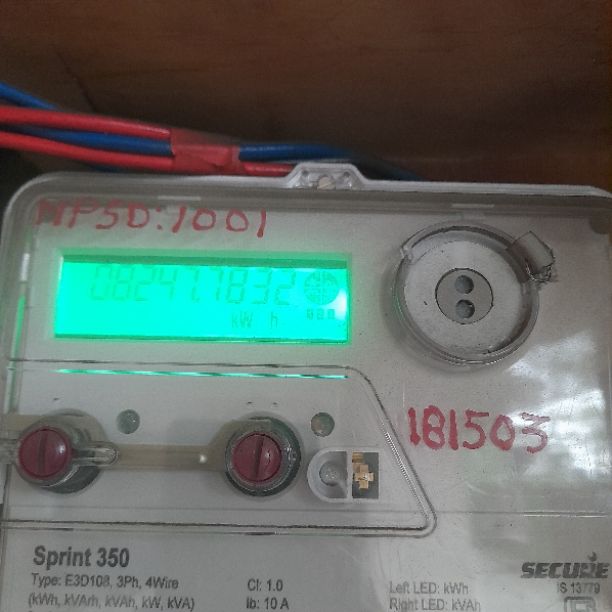 MPSD:1001
08247.7832
kW h
181503
Sprint 350
Type: E3D108, 3Ph, 4Wire
(kWh, kVArh, kVAh, kW, kVA)
Cl: 1.0
Ib: 10 A
Left LED: kWh
Right LED: kVAh
SECURE
IS 13779